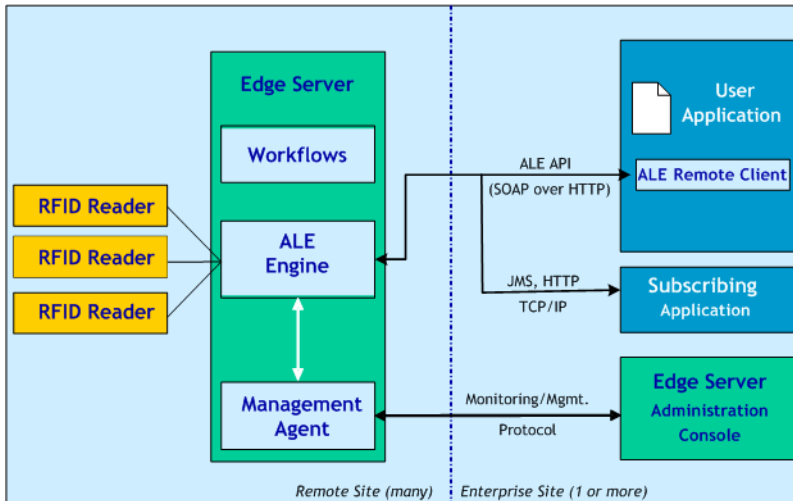 Edge Server
Workflows
RFID Reader
RFID Reader
RFID Reader
ALE
Engine
Management
Agent
ALE API
(SOAP over HTTP)
JMS, HTTP
TCP/IP
Monitoring/Mgmt.
Protocol
User
Application
ALE Remote Client
Subscribing
Application
Edge Server
Administration
Console
Remote Site (many)
Enterprise Site (1 or more)